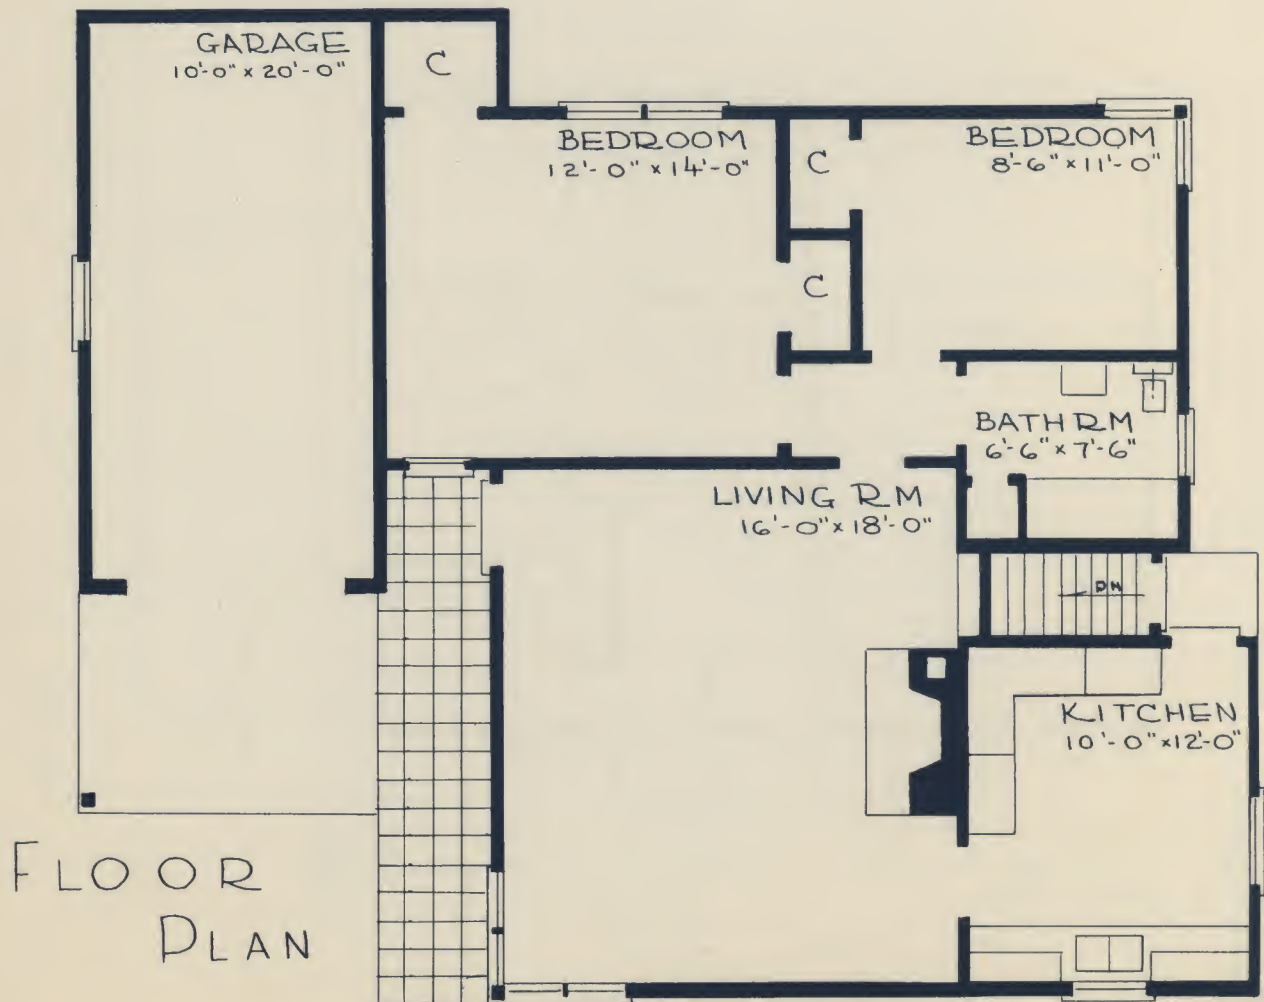 GARAGE
10'-0" x 20'-0"
C
BEDROOM
12'-0" x 14'-0"
C
BEDROOM
8'-6" x 11'-0"
C
BATH RM
6'-6" x 7'-6"
LIVING RM
16'-0" x 18'-0"
DN
KITCHEN
10'-0" x 12'-0"
FLOOR
PLAN